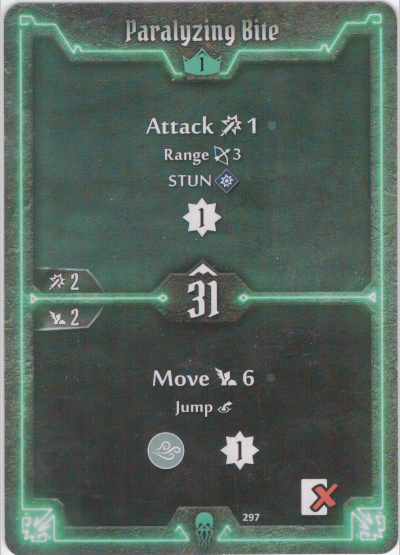 Paralyzing Bite
1
Attack 1
Range 3
STUN
1
2
31
2
Move 6
Jump
1
297